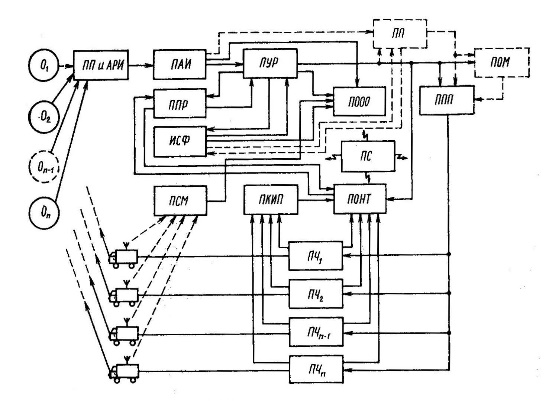 О1
О2
Оn-1
Оn
ПП и АРИ
ПАИ
ПУР
ПП
ПОМ
ППР
ИСФ
ПООО
ППП
ПС
ПСМ
ПКИП
ПОНТ
ПЧ1
ПЧ2
ПЧn-1
ПЧn